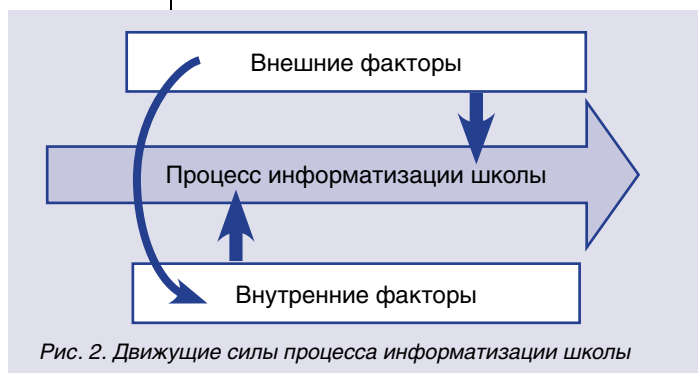 Внешние факторы
Процесс информатизации школы
Внутренние факторы
Рис. 2. Движущие силы процесса информатизации школы